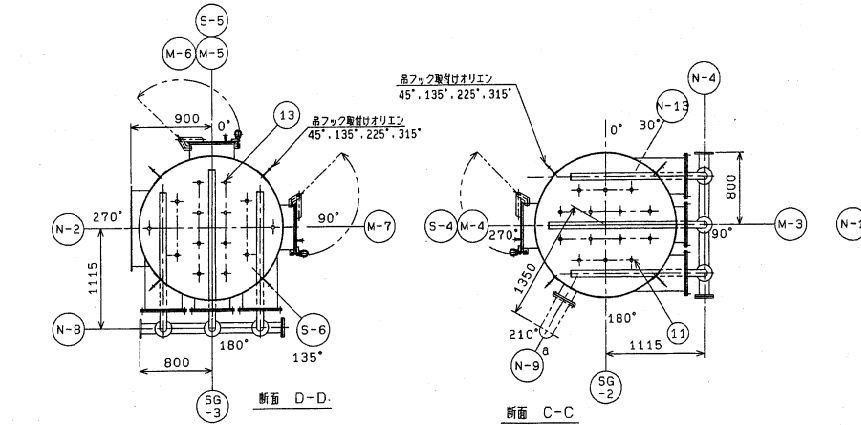 S-5
M-6
M-5
900
0°
13
吊フック取付けオリエン
45°,135°,225°,315°
270°
N-2
90°
M-7
1115
N-3
180°
S-6
135°
800
SG
-3
断面 D-D
吊フック取付けオリエン
45°,135°,225°,315°
N-4
N-13
0°
30°
800
S-4
M-4
270°
90°
M-3
N-1
1350
210°
a
N-9
180°
11
1115
SG
-2
断面 C-C